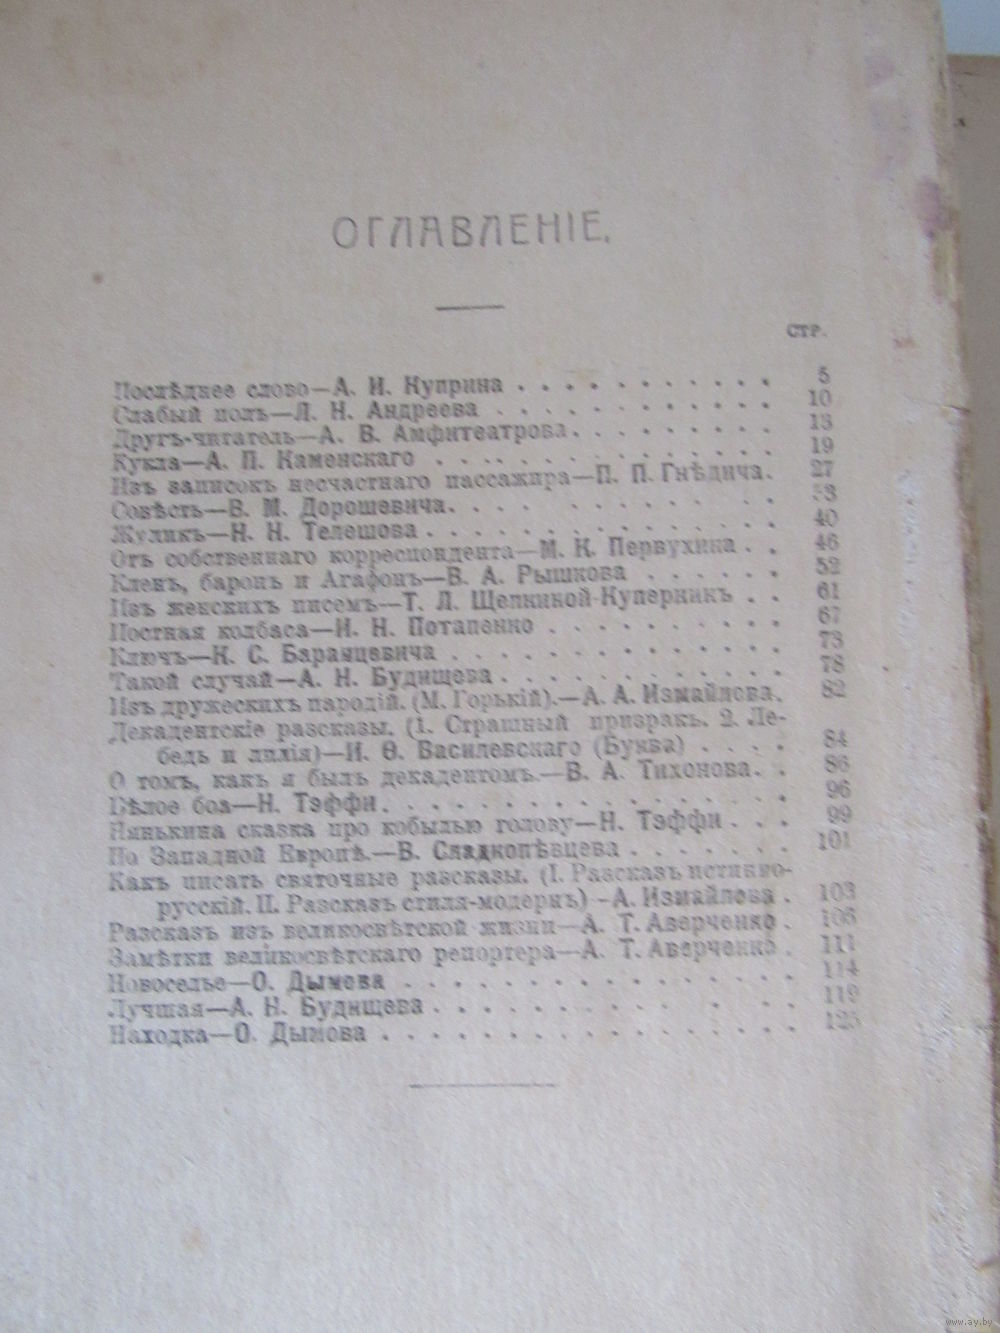 ОГЛАВЛЕНІЕ.
СТР.
Послѣднее слово—А. И. Куприна . . . . . . . . . . . 5
Слабый полъ—Л. Н. Андреева . . . . . . . . . . . . 10
Другъ-читатель—А. В. Амфитеатрова. . . . . . . . . 13
Кукла—А. П. Каменскаго . . . . . . . . . . . . . . 19
Изъ записокъ несчастнаго пассажира—П. П. Гнѣдича. 27
Совѣсть—В. М. Дорошевича. . . . . . . . . . . . 33
Жуликъ—Н. Н. Телешова . . . . . . . . . . . . . . 40
Отъ собственнаго корреспондента—М. К. Первухина . . 46
Кленъ, баронъ и Агафонъ—В. А. Рышкова . . . . . . 52
Изъ женскихъ писемъ—Т. Л. Щепкиной-Куперникъ . . 61
Постная колбаса—И. Н. Потапенко . . . . . . . . . . 67
Ключъ—К. С. Баранцевича . . . . . . . . . . . . . 73
Такой случай—А. Н. Будищева . . . . . . . . . . . 78
Изъ дружескихъ пародій. (М. Горькій).—А. А. Измайлова. 82
Декадентскіе разсказы. (1. Страшный призракъ. 2. Ле-
бедь и лилія)—И. Ѳ. Василевскаго (Буква) . . . . 84
О томъ, какъ я былъ декадентомъ.—В. А. Тихонова. . 86
Бѣлое боа—Н. Тэффи. . . . . . . . . . . . . . . . 96
Нянькина сказка про кобылью голову—Н. Тэффи . . . 99
По Западной Европѣ.—В. Сладкопѣвцева . . . . . . . 101
Какъ писать святочные разсказы. (I. Разсказъ истинно-
русскій. II. Разсказъ стиля-модернъ) —А. Измайлова . 103
Разсказъ изъ великосвѣтской жизни—А. Т. Аверченко . 106
Замѣтки великосвѣтскаго репортера—А. Т. Аверченко . 111
Новоселье—О. Дымова . . . . . . . . . . . . . . . 114
Лучшая—А. Н. Будищева . . . . . . . . . . . . . 119
Находка—О. Дымова . . . . . . . . . . . . . . . . 125
www.ay.by